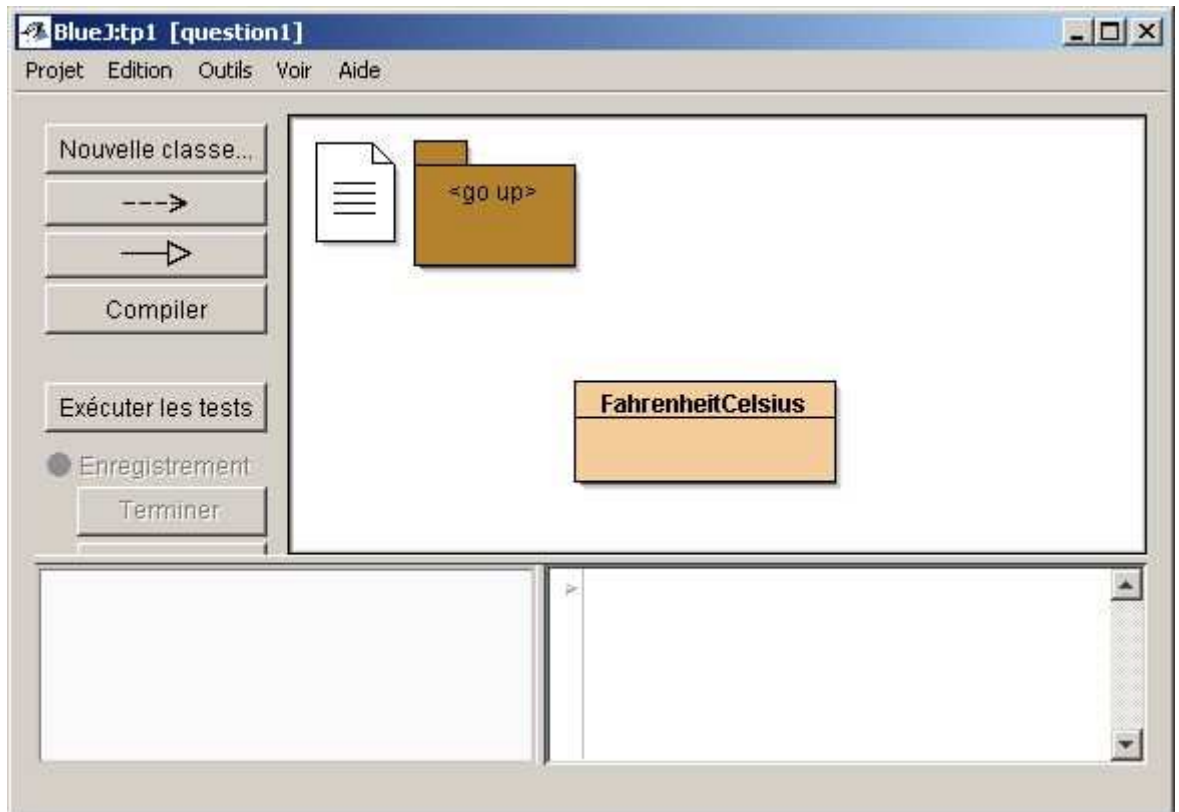 BlueJ:tp1 [question1]
Projet Edition Outils Voir Aide
Nouvelle classe...
<go up>
Compiler
FahrenheitCelsius
Exécuter les tests
Enregistrement
Terminer